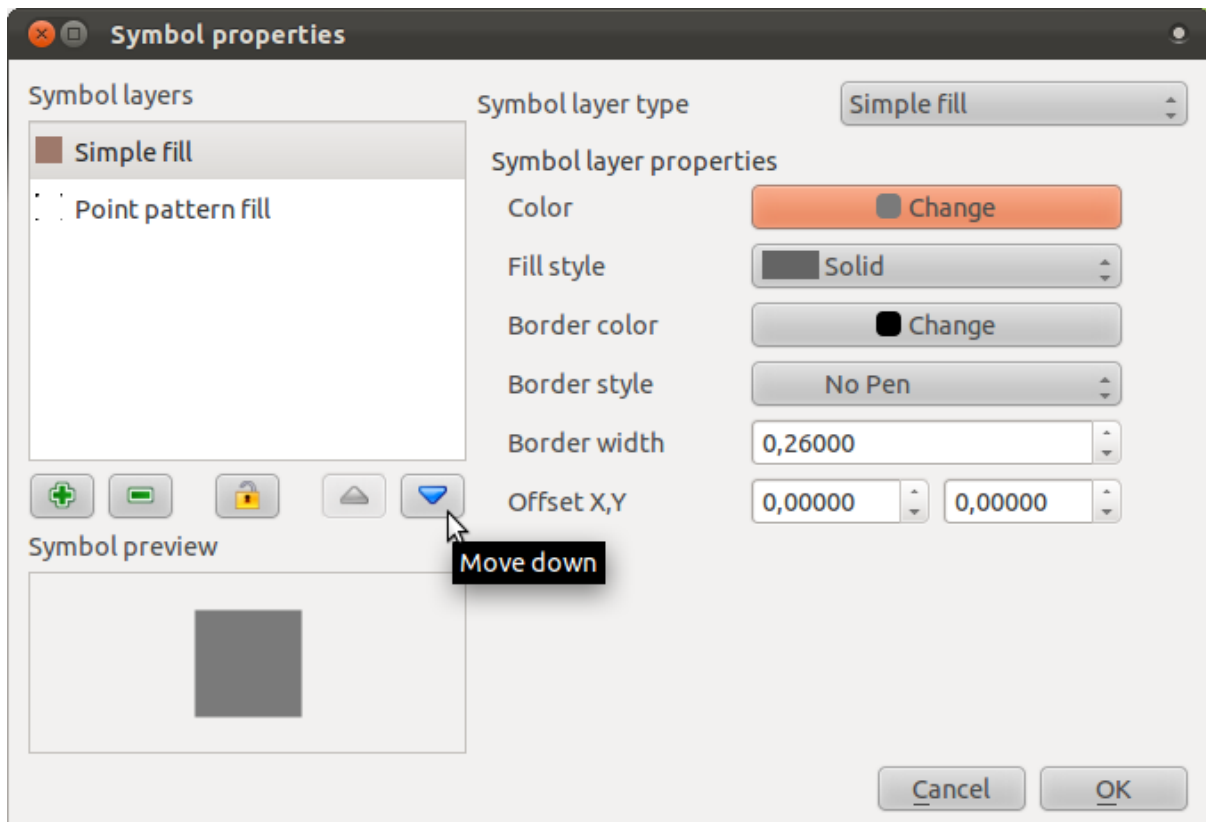 Symbol properties
Symbol layers
Simple fill
Point pattern fill
Symbol preview
Move down
Symbol layer type
Simple fill
Symbol layer properties
Color
Change
Fill style
Solid
Border color
Change
Border style
No Pen
Border width
0,26000
Offset X,Y
0,00000
0,00000
Cancel
OK